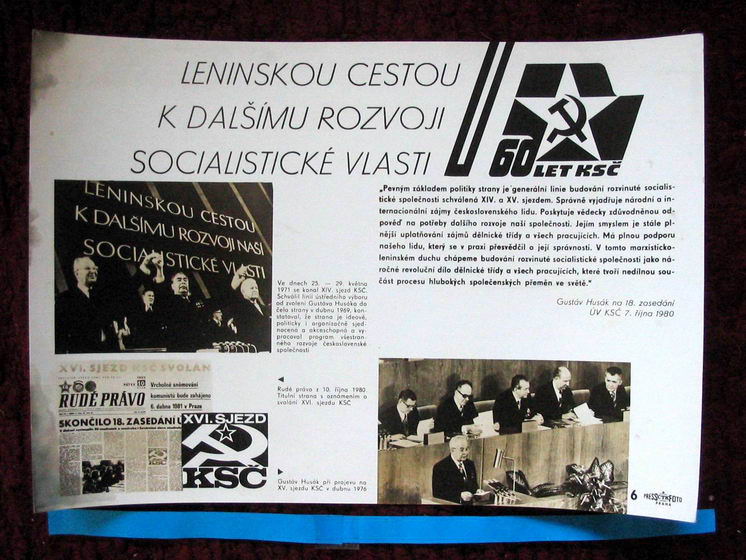 LENINSKOU CESTOU
K DALŠÍMU ROZVOJI
SOCIALISTICKÉ VLASTI
60 LET KSČ
LENINSKOU CESTOU
K DALŠÍMU ROZVOJI NAŠÍ
SOCIALISTICKÉ VLASTI
Ve dnech 25. — 29. května
1971 se konal XIV. sjezd KSČ.
Schválil linii ústředního výboru
od zvolení Gustáva Husáka do
čela strany v dubnu 1969, kon-
statoval, že strana je ideově,
politicky i organizačně sjed-
nocená a akceschopná a vy-
pracoval program všestran-
ného rozvoje československé
společnosti
„Pevným základem politiky strany je generální linie budování rozvinuté socialis-
tické společnosti schválená XIV. a XV. sjezdem. Správně vyjadřuje národní a in-
ternacionální zájmy československého lidu. Poskytuje vědecky zdůvodněnou od-
pověď na potřeby dalšího rozvoje naší společnosti. Jejím smyslem je stále pl-
nější uplatňování zájmů dělnické třídy a všech pracujících. Má plnou podporu
našeho lidu, který se v praxi přesvědčil o její správnosti. V tomto marxisticko-
leninském duchu chápeme budování rozvinuté socialistické společnosti jako ná-
ročné revoluční dílo dělnické třídy a všech pracujících, které tvoří nedílnou sou-
část procesu hlubokých společenských přeměn ve světě.“
Gustáv Husák na 18. zasedání
ÚV KSČ 7. října 1980
XVI. SJEZD KSČ SVOLÁN
RUDÉ PRÁVO
PÁTEK 10
Vrcholné sněmování
komunistů bude zahájeno
6. dubna 1981 v Praze
SKONČILO 18. ZASEDÁNÍ Ú
XVI. SJEZD
KSČ
Rudé právo z 10. října 1980.
Titulní strana s oznámením o
svolání XVI. sjezdu KSČ
Gustáv Husák při projevu na
XV. sjezdu KSČ v dubnu 1976
6 PRESSFOTO
PRAHA